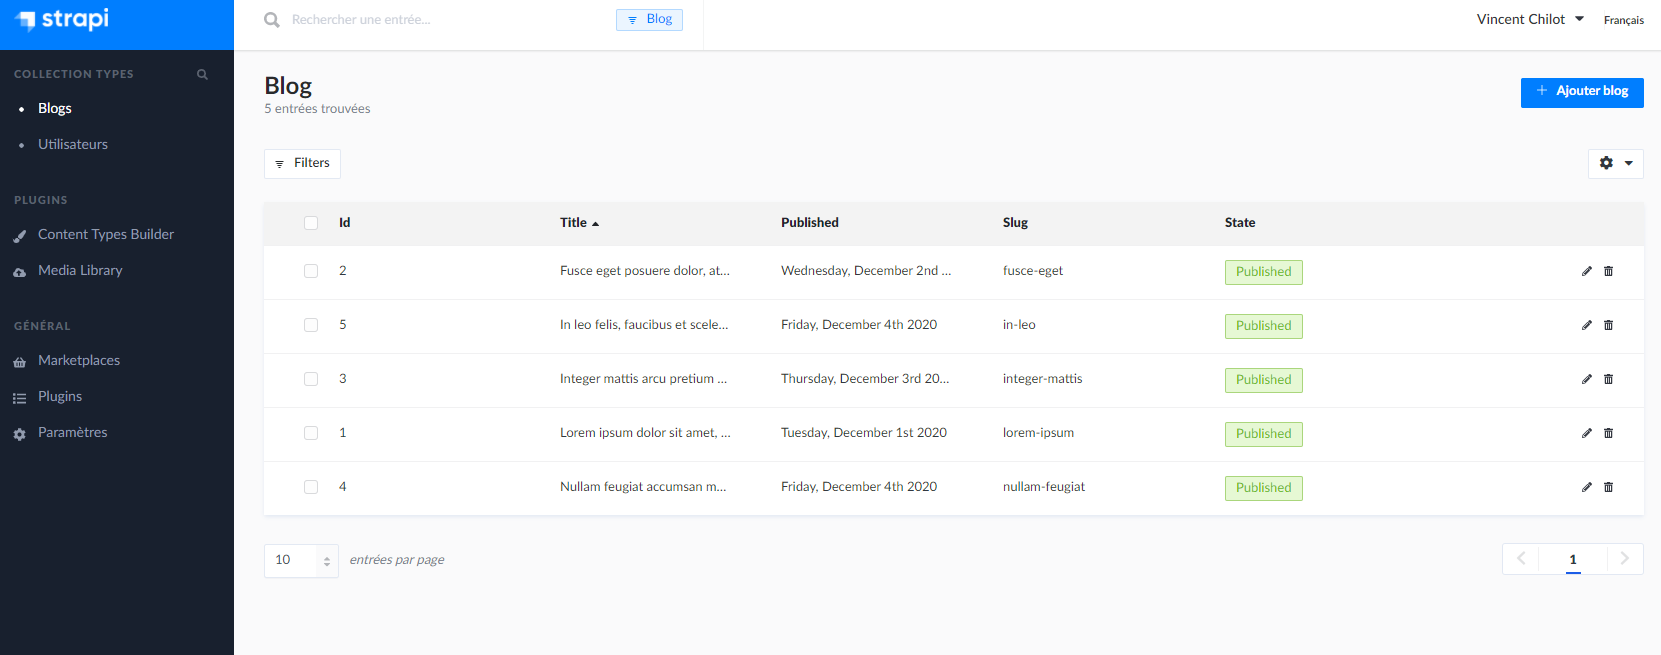 strapi
Rechercher une entrée...
Blog
Vincent Chilot
Français
COLLECTION TYPES
Blogs
Utilisateurs
PLUGINS
Content Types Builder
Media Library
GÉNÉRAL
Marketplaces
Plugins
Paramètres
Blog
5 entrées trouvées
Ajouter blog
Filters
Id Title Published Slug State
2 Fusce eget posuere dolor, at... Wednesday, December 2nd ... fusce-eget Published
5 In leo felis, faucibus et scele... Friday, December 4th 2020 in-leo Published
3 Integer mattis arcu pretium ... Thursday, December 3rd 20... integer-mattis Published
1 Lorem ipsum dolor sit amet, ... Tuesday, December 1st 2020 lorem-ipsum Published
4 Nullam feugiat accumsan m... Friday, December 4th 2020 nullam-feugiat Published
10 entrées par page
1